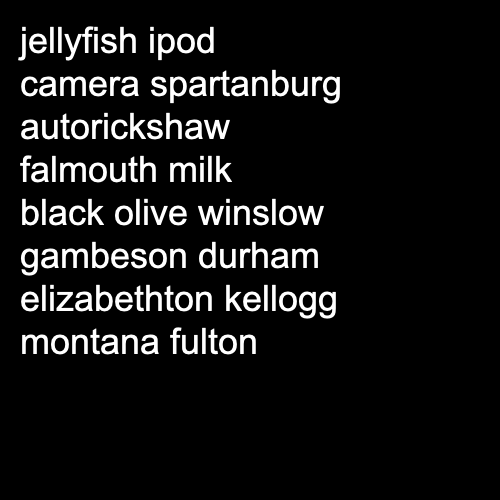 jellyfish ipod
camera spartanburg
autorickshaw
falmouth milk
black olive winslow
gambeson durham
elizabethton kellogg
montana fulton